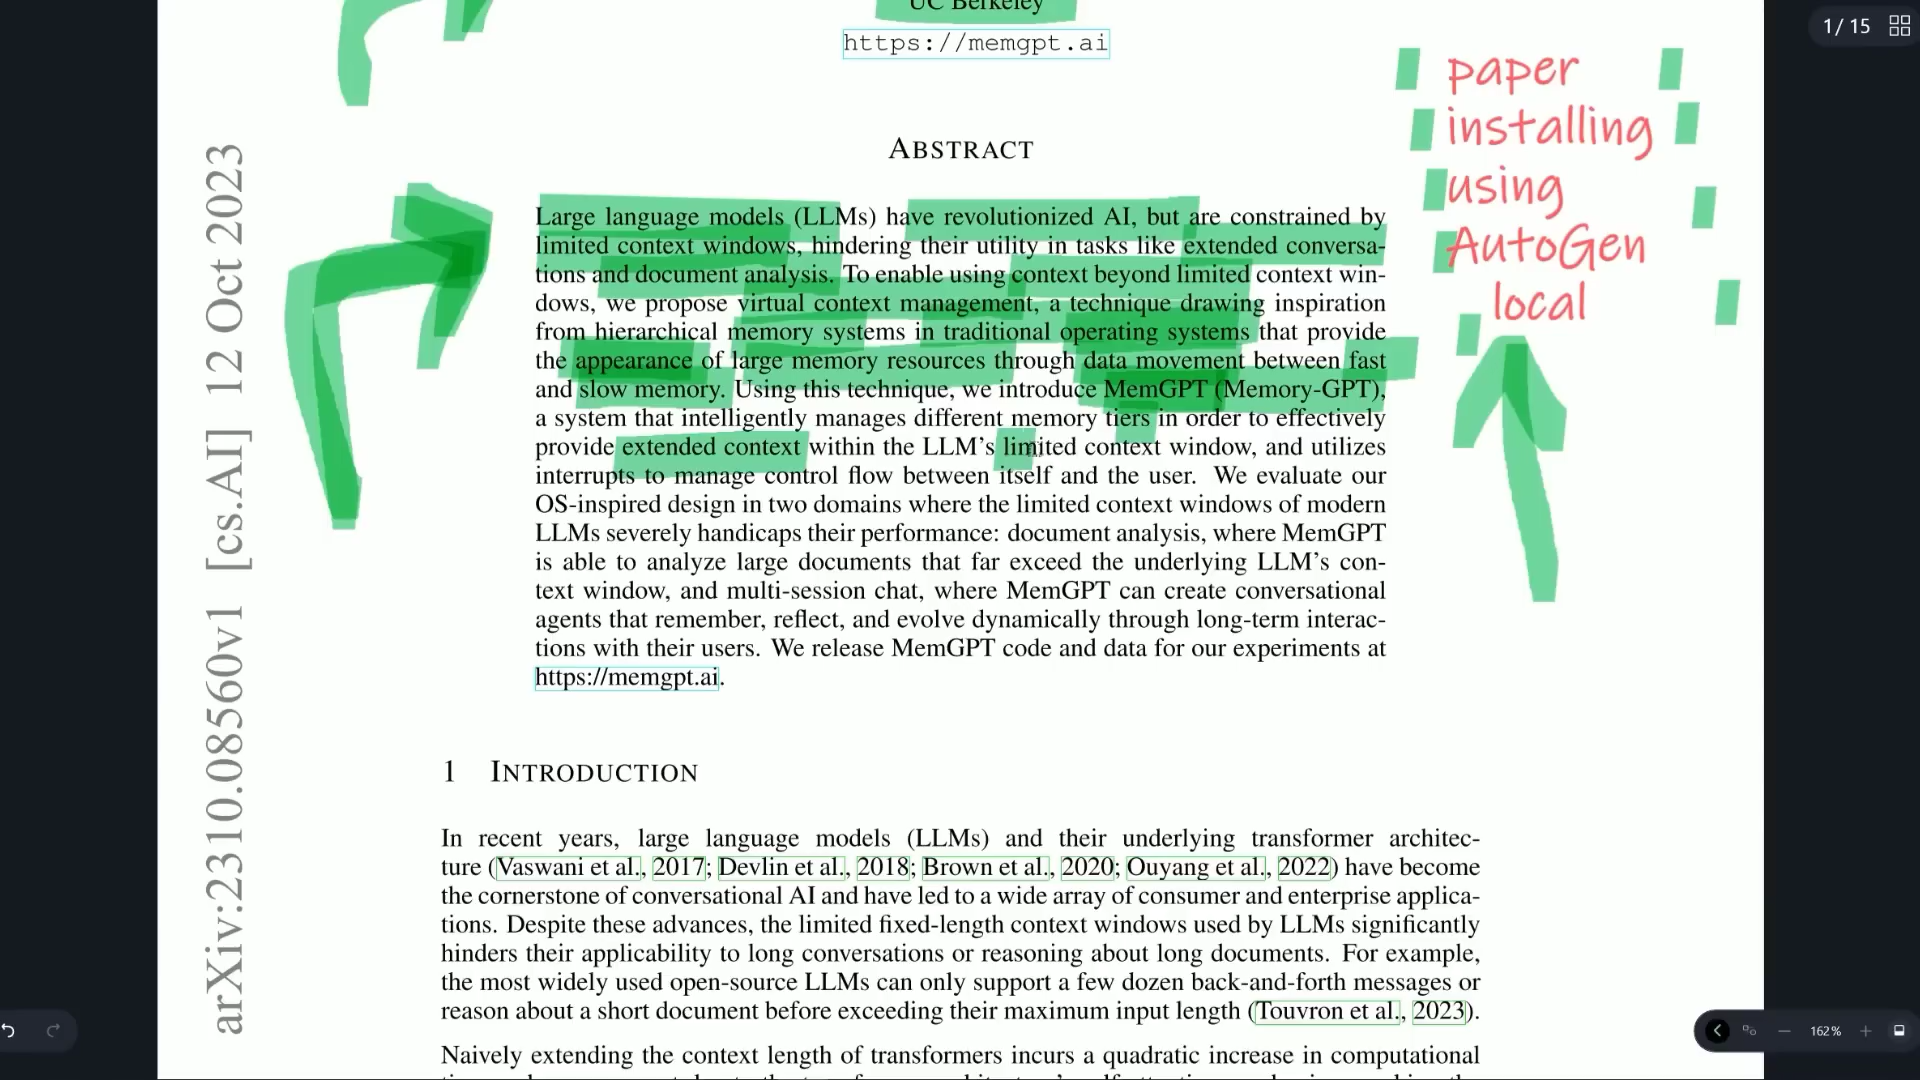 UC Berkeley
https://memgpt.ai
1/ 15
paper
installing
using
AutoGen
local
arXiv:2310.08560v1 [cs.AI] 12 Oct 2023
ABSTRACT
Large language models (LLMs) have revolutionized AI, but are constrained by
limited context windows, hindering their utility in tasks like extended conversa-
tions and document analysis. To enable using context beyond limited context win-
dows, we propose virtual context management, a technique drawing inspiration
from hierarchical memory systems in traditional operating systems that provide
the appearance of large memory resources through data movement between fast
and slow memory. Using this technique, we introduce MemGPT (Memory-GPT),
a system that intelligently manages different memory tiers in order to effectively
provide extended context within the LLM's limited context window, and utilizes
interrupts to manage control flow between itself and the user. We evaluate our
OS-inspired design in two domains where the limited context windows of modern
LLMs severely handicaps their performance: document analysis, where MemGPT
is able to analyze large documents that far exceed the underlying LLM's con-
text window, and multi-session chat, where MemGPT can create conversational
agents that remember, reflect, and evolve dynamically through long-term interac-
tions with their users. We release MemGPT code and data for our experiments at
https://memgpt.ai.
1 INTRODUCTION
In recent years, large language models (LLMs) and their underlying transformer architec-
ture (Vaswani et al., 2017; Devlin et al., 2018; Brown et al., 2020; Ouyang et al., 2022) have become
the cornerstone of conversational AI and have led to a wide array of consumer and enterprise applica-
tions. Despite these advances, the limited fixed-length context windows used by LLMs significantly
hinders their applicability to long conversations or reasoning about long documents. For example,
the most widely used open-source LLMs can only support a few dozen back-and-forth messages or
reason about a short document before exceeding their maximum input length (Touvron et al., 2023).
Naively extending the context length of transformers incurs a quadratic increase in computational
162%